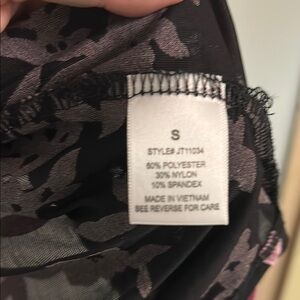 S
STYLE# JT11034
60% POLYESTER
30% NYLON
10% SPANDEX
MADE IN VIETNAM
SEE REVERSE FOR CARE